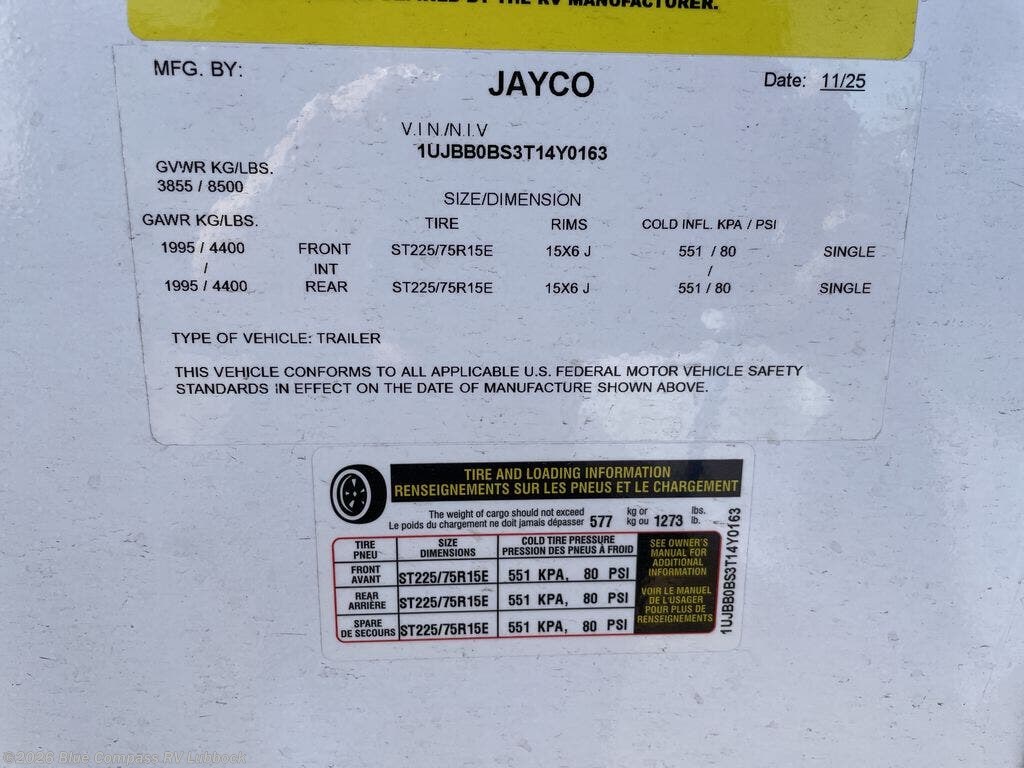 DEFINED BY THE RV MANUFACTURER.
MFG. BY:
JAYCO
Date: 11/25
V.I.N./N.I.V
1UJBB0BS3T14Y0163
GVWR KG/LBS.
3855 / 8500
SIZE/DIMENSION
GAWR KG/LBS. TIRE RIMS COLD INFL. KPA / PSI
1995 / 4400 FRONT ST225/75R15E 15X6 J 551 / 80 SINGLE
/ INT /
1995 / 4400 REAR ST225/75R15E 15X6 J 551 / 80 SINGLE
TYPE OF VEHICLE: TRAILER
THIS VEHICLE CONFORMS TO ALL APPLICABLE U.S. FEDERAL MOTOR VEHICLE SAFETY
STANDARDS IN EFFECT ON THE DATE OF MANUFACTURE SHOWN ABOVE.
TIRE AND LOADING INFORMATION
RENSEIGNEMENTS SUR LES PNEUS ET LE CHARGEMENT
The weight of cargo should not exceed
Le poids du chargement ne doit jamais dépasser
577 kg or
kg ou 1273 lbs.
lb.
TIRE
PNEU
SIZE
DIMENSIONS
COLD TIRE PRESSURE
PRESSION DES PNEUS À FROID
FRONT
AVANT
ST225/75R15E 551 KPA, 80 PSI
REAR
ARRIÈRE
ST225/75R15E 551 KPA, 80 PSI
SPARE
DE SECOURS
ST225/75R15E 551 KPA, 80 PSI
SEE OWNER'S
MANUAL FOR
ADDITIONAL
INFORMATION
VOIR LE MANUEL
DE L'USAGER
POUR PLUS DE
RENSEIGNEMENTS
1UJBB0BS3T14Y0163
©2026 Blue Compass RV Lubbock